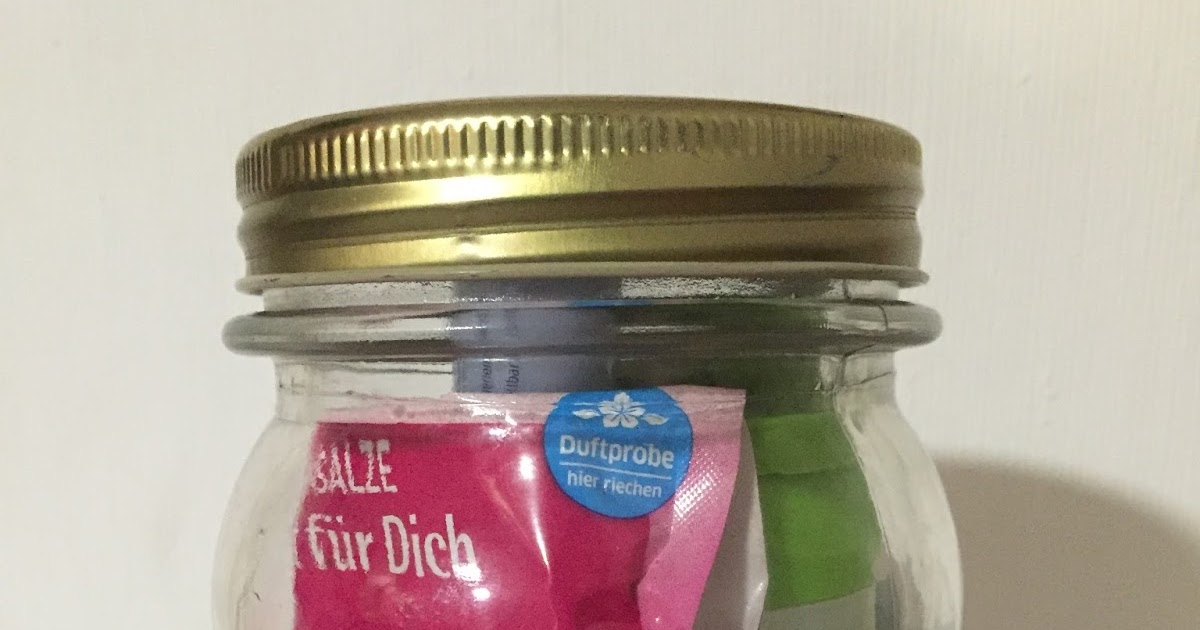 SALZE
für Dich
Duftprobe
hier riechen